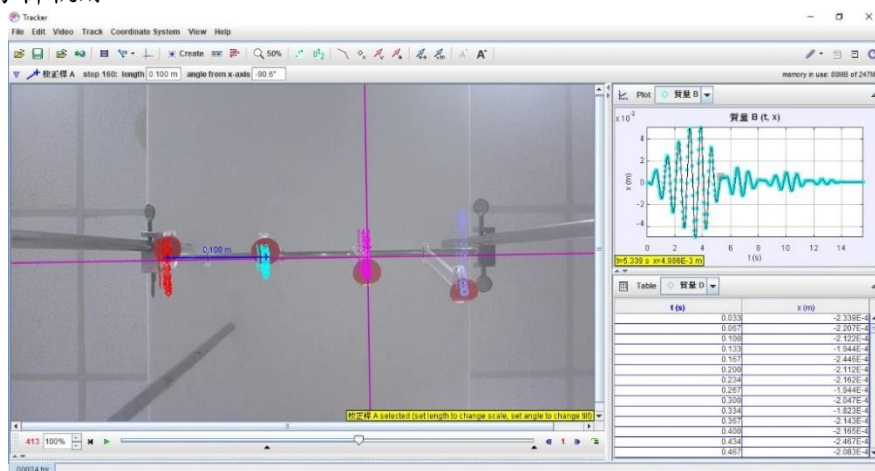 Tracker
File Edit Video Track Coordinate System View Help
Create 50%
校正桿 A step 160: length 0.100 m angle from x-axis -90.6°
memory in use: 80MB of 247M
Plot 質量 B
質量 B (t, x)
x 10⁻²
4
2
0
-2
-4
x (m)
0 2 4 6 8 10 12 14
t (s)
t=5.339 s x=4.986E-3 m
0.100 m
Table 質量 D
t (s) x (m)
0.033 -2.339E-4
0.067 -2.207E-4
0.100 -2.122E-4
0.133 -1.944E-4
0.167 -2.446E-4
0.200 -2.112E-4
0.234 -2.162E-4
0.267 -1.944E-4
0.300 -2.047E-4
0.334 -1.823E-4
0.367 -2.143E-4
0.400 -2.165E-4
0.434 -2.467E-4
0.467 -2.083E-4
校正桿 A selected (set length to change scale, set angle to change tilt)
413 100% 1
00034.trk